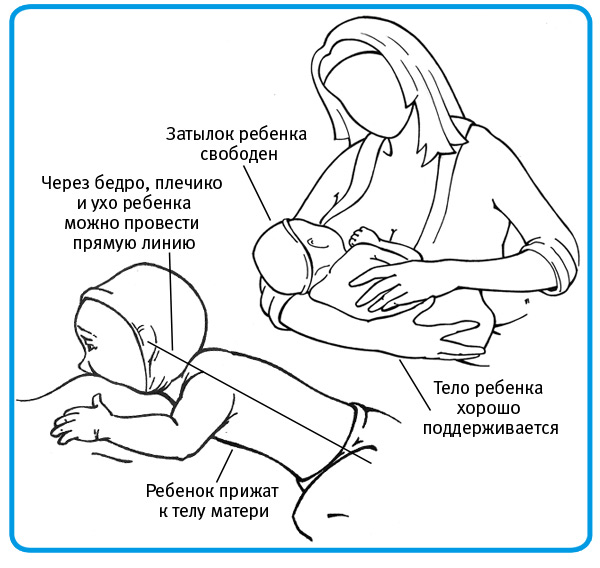 Затылок ребенка
свободен
Через бедро, плечико
и ухо ребенка
можно провести
прямую линию
Тело ребенка
хорошо
поддерживается
Ребенок прижат
к телу матери